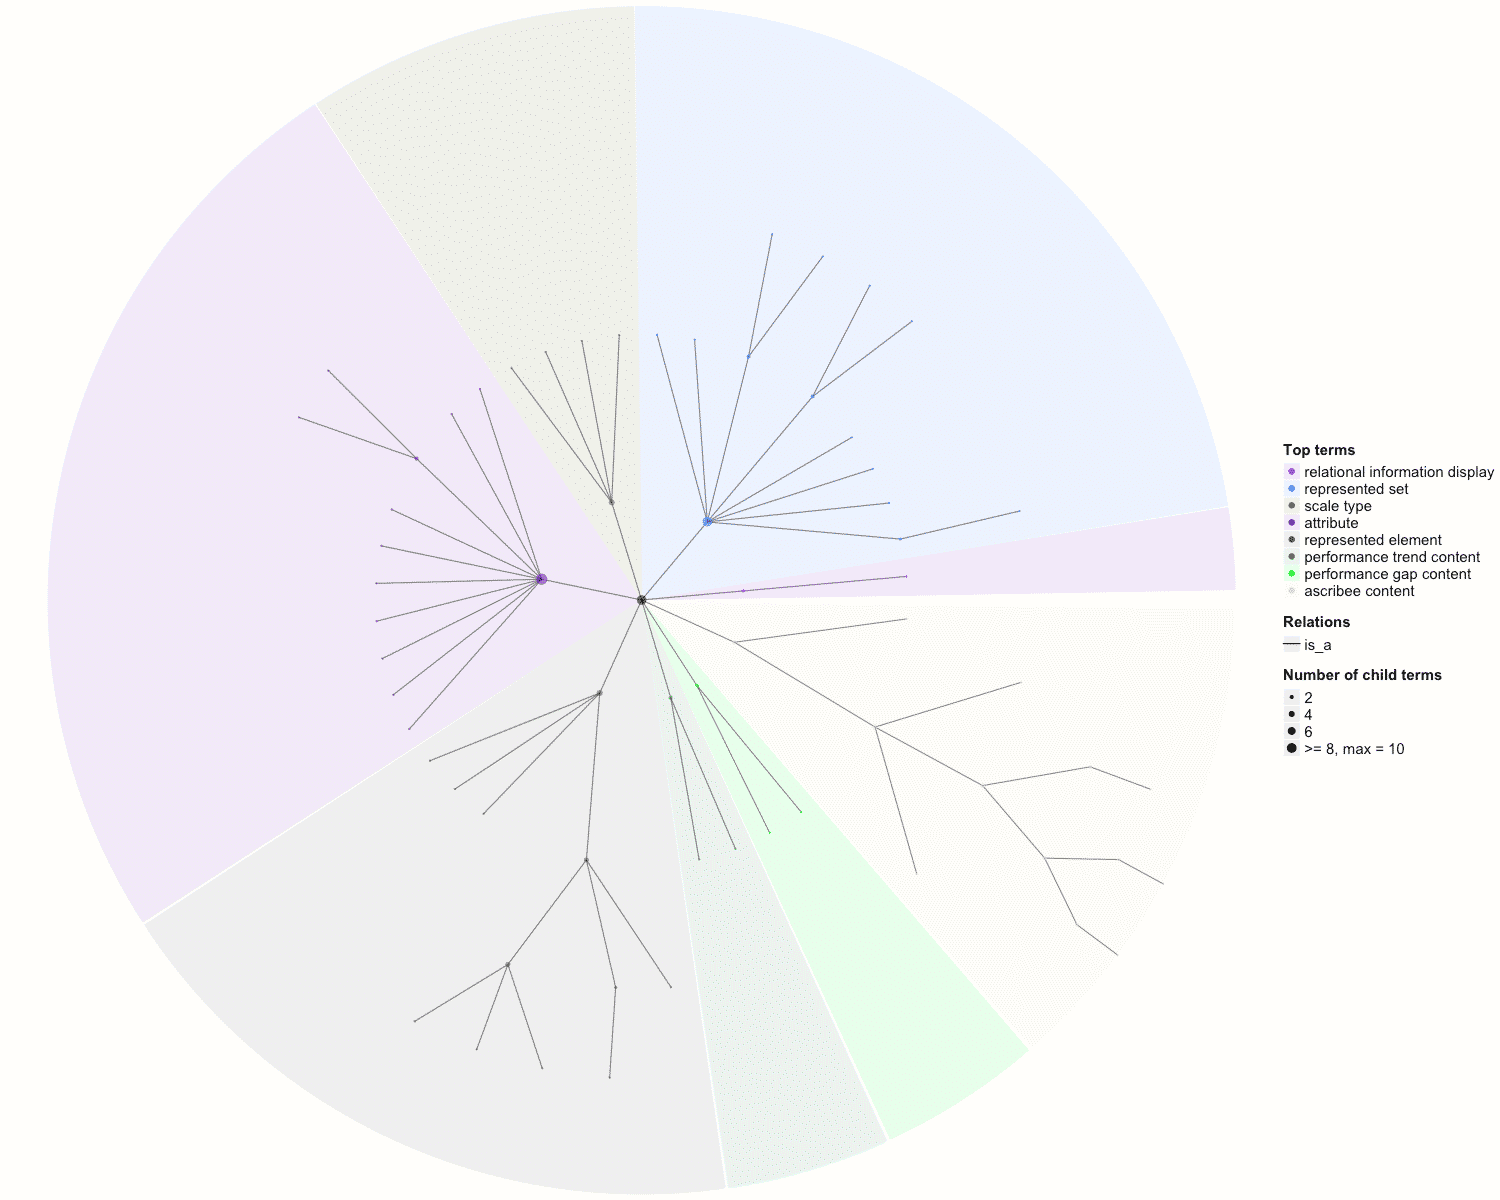 Top terms
relational information display
represented set
scale type
attribute
represented element
performance trend content
performance gap content
ascribee content
Relations
is_a
Number of child terms
2
4
6
>= 8, max = 10